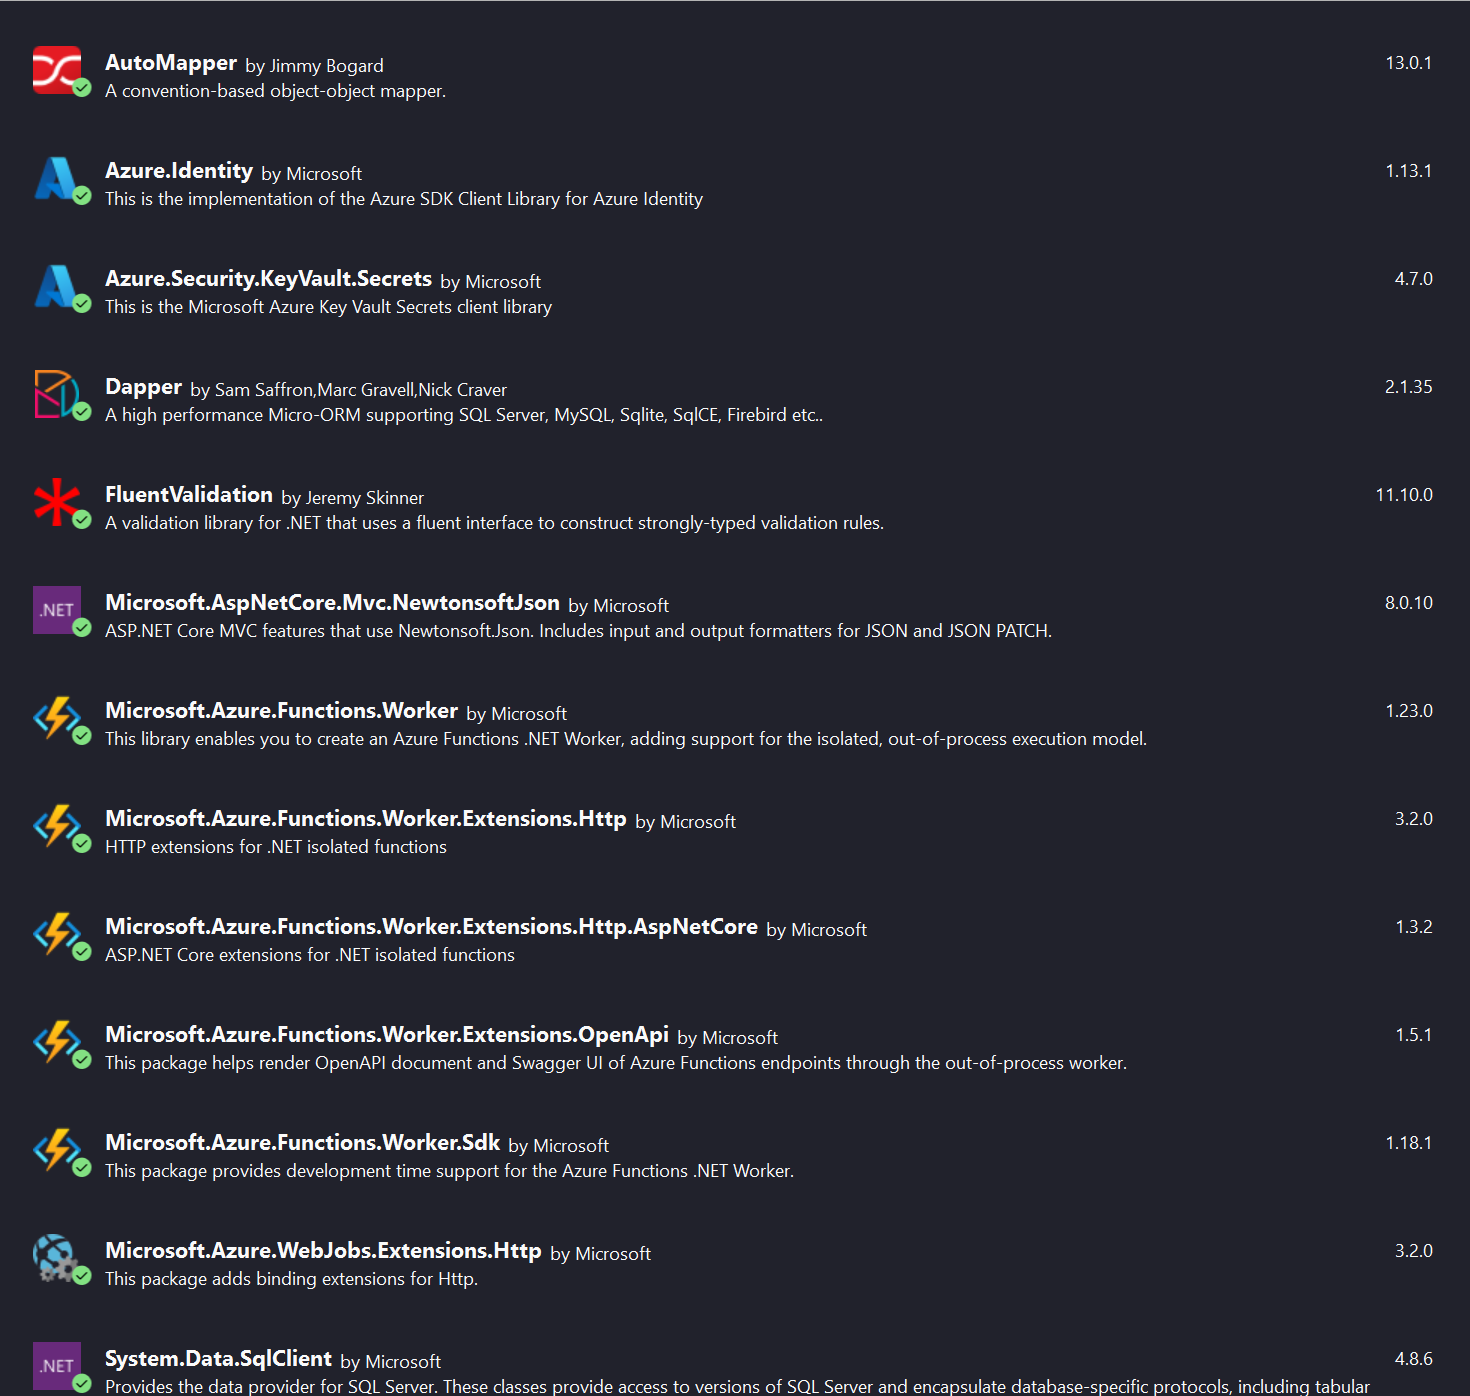 AutoMapper by Jimmy Bogard 13.0.1
A convention-based object-object mapper.
Azure.Identity by Microsoft 1.13.1
This is the implementation of the Azure SDK Client Library for Azure Identity
Azure.Security.KeyVault.Secrets by Microsoft 4.7.0
This is the Microsoft Azure Key Vault Secrets client library
Dapper by Sam Saffron,Marc Gravell,Nick Craver 2.1.35
A high performance Micro-ORM supporting SQL Server, MySQL, Sqlite, SqlCE, Firebird etc..
FluentValidation by Jeremy Skinner 11.10.0
A validation library for .NET that uses a fluent interface to construct strongly-typed validation rules.
.NET Microsoft.AspNetCore.Mvc.NewtonsoftJson by Microsoft 8.0.10
ASP.NET Core MVC features that use Newtonsoft.Json. Includes input and output formatters for JSON and JSON PATCH.
Microsoft.Azure.Functions.Worker by Microsoft 1.23.0
This library enables you to create an Azure Functions .NET Worker, adding support for the isolated, out-of-process execution model.
Microsoft.Azure.Functions.Worker.Extensions.Http by Microsoft 3.2.0
HTTP extensions for .NET isolated functions
Microsoft.Azure.Functions.Worker.Extensions.Http.AspNetCore by Microsoft 1.3.2
ASP.NET Core extensions for .NET isolated functions
Microsoft.Azure.Functions.Worker.Extensions.OpenApi by Microsoft 1.5.1
This package helps render OpenAPI document and Swagger UI of Azure Functions endpoints through the out-of-process worker.
Microsoft.Azure.Functions.Worker.Sdk by Microsoft 1.18.1
This package provides development time support for the Azure Functions .NET Worker.
Microsoft.Azure.WebJobs.Extensions.Http by Microsoft 3.2.0
This package adds binding extensions for Http.
.NET System.Data.SqlClient by Microsoft 4.8.6
Provides the data provider for SQL Server. These classes provide access to versions of SQL Server and encapsulate database-specific protocols, including tabular